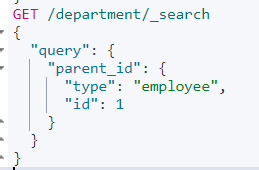 GET /department/_search
{
  "query": {
    "parent_id": {
      "type": "employee",
      "id": 1
    }
  }
}